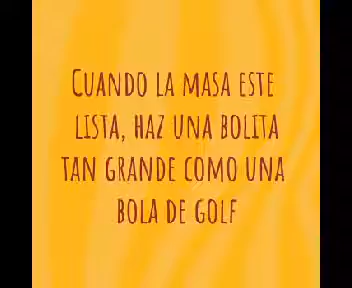 CUANDO LA MASA ESTE
LISTA, HAZ UNA BOLITA
TAN GRANDE COMO UNA
BOLA DE GOLF